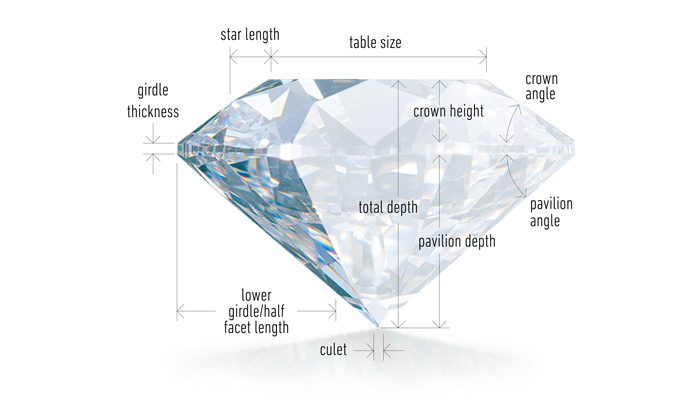 star length
table size
crown
angle
girdle
thickness
crown height
pavilion
angle
total depth
pavilion depth
lower
girdle/half
facet length
culet